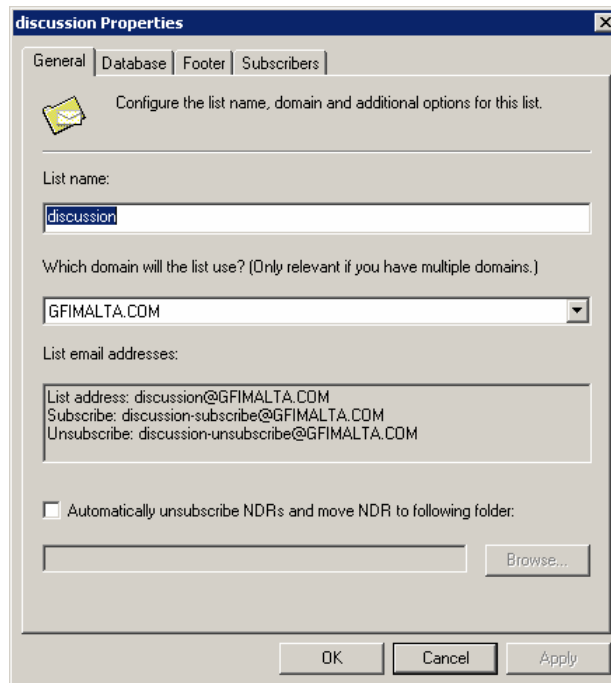 discussion Properties
General Database Footer Subscribers
Configure the list name, domain and additional options for this list.
List name:
discussion
Which domain will the list use? (Only relevant if you have multiple domains.)
GFIMALTA.COM
List email addresses:
List address: discussion@GFIMALTA.COM
Subscribe: discussion-subscribe@GFIMALTA.COM
Unsubscribe: discussion-unsubscribe@GFIMALTA.COM
Automatically unsubscribe NDRs and move NDR to following folder:
Browse...
OK Cancel Apply